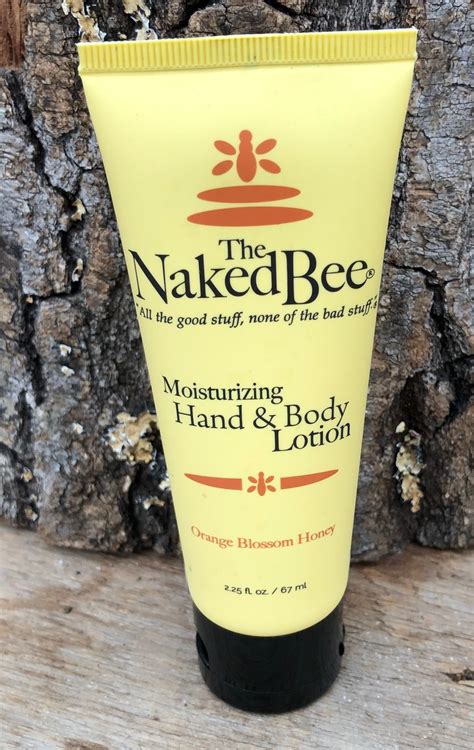 The
NakedBee®
All the good stuff, none of the bad stuff.®
Moisturizing
Hand & Body
Lotion
Orange Blossom Honey
2.25 fl. oz. / 67 ml